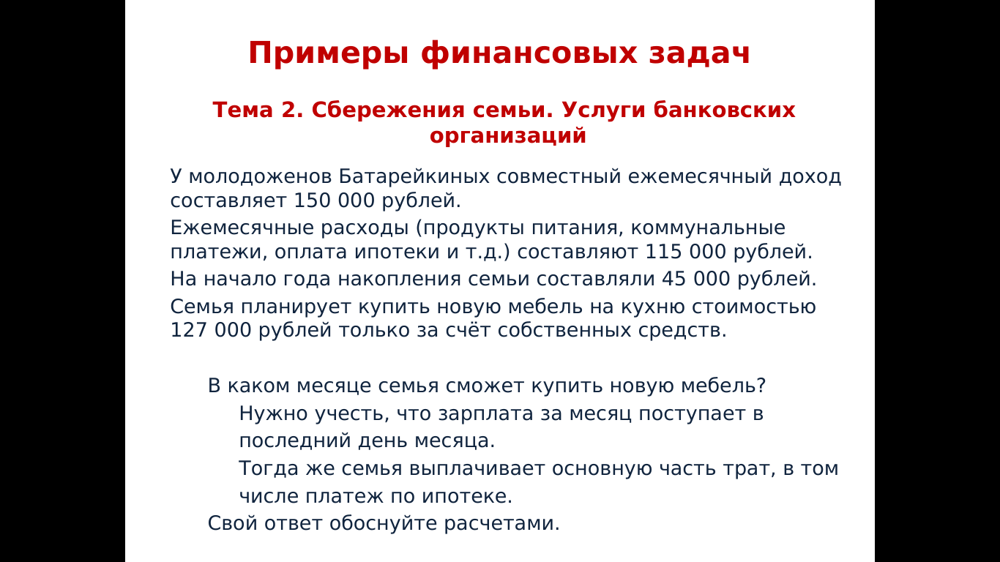 Примеры финансовых задач
Тема 2. Сбережения семьи. Услуги банковских
организаций
У молодоженов Батарейкиных совместный ежемесячный доход
составляет 150 000 рублей.
Ежемесячные расходы (продукты питания, коммунальные
платежи, оплата ипотеки и т.д.) составляют 115 000 рублей.
На начало года накопления семьи составляли 45 000 рублей.
Семья планирует купить новую мебель на кухню стоимостью
127 000 рублей только за счёт собственных средств.
В каком месяце семья сможет купить новую мебель?
Нужно учесть, что зарплата за месяц поступает в
последний день месяца.
Тогда же семья выплачивает основную часть трат, в том
числе платеж по ипотеке.
Свой ответ обоснуйте расчетами.